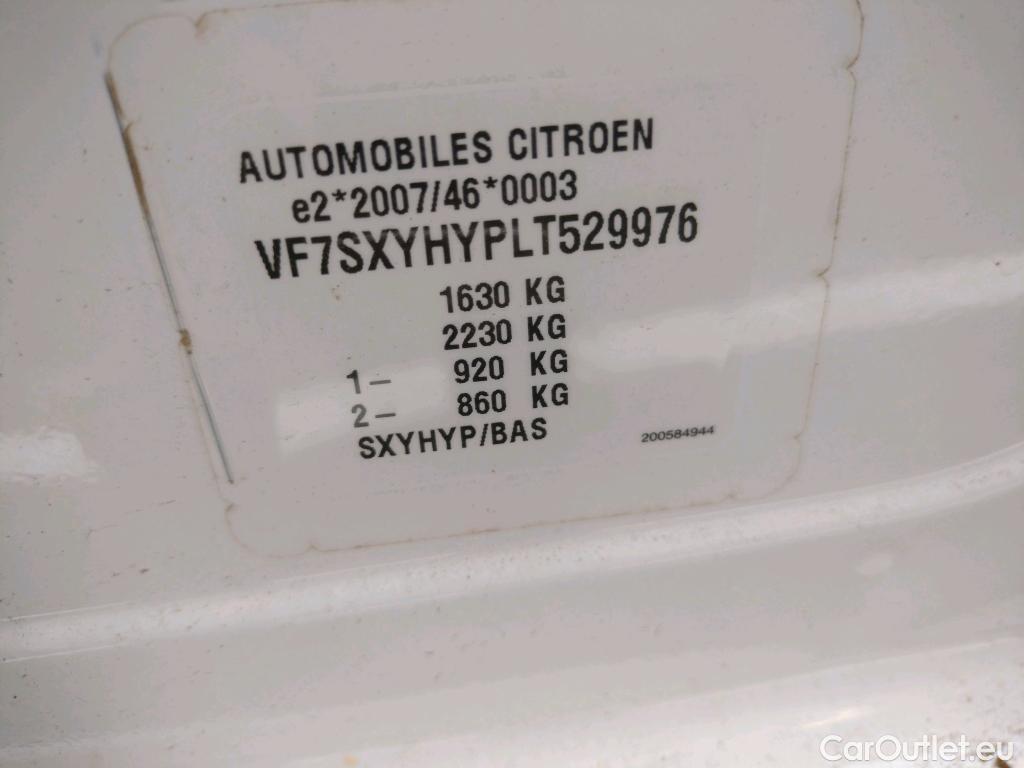 AUTOMOBILES CITROEN
e2*2007/46*0003
VF7SXYHYPLT529976
1630 KG
2230 KG
1- 920 KG
2- 860 KG
SXYHYP/BAS
200584944
CarOutlet.eu